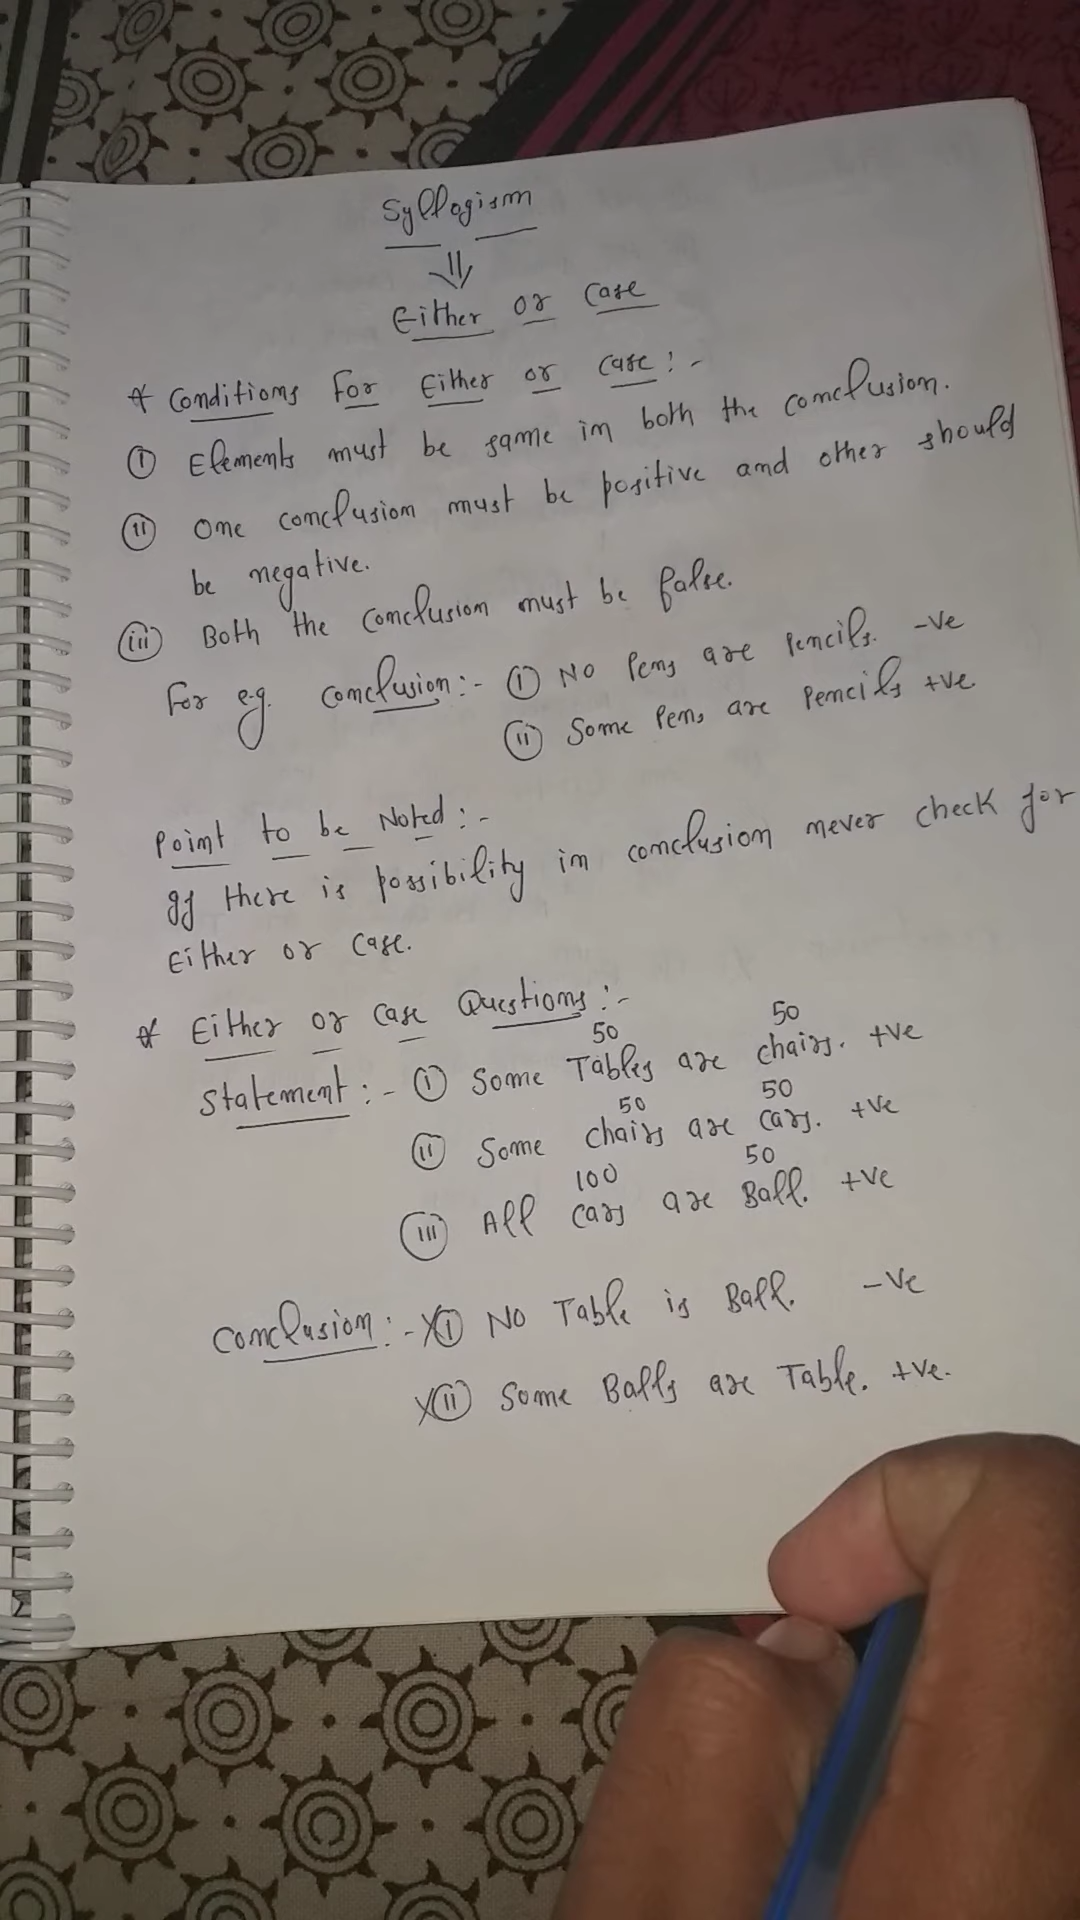 Syllogism
⇓
Either or Case
* Conditions For Either or Case :-
(i) Elements must be same in both the conclusion.
(ii) One conclusion must be positive and other should
be negative.
(iii) Both the conclusion must be false.
For eg. Conclusion :- (i) No Pens are Pencils. -ve
(ii) Some Pens are Pencils +ve
Point to be Noted :-
If there is possibility in conclusion never check for
Either or Case.
* Either or Case Questions :-
50 50
Statement :- (i) Some Tables are chairs. +ve
50 50
(ii) Some chairs are cars. +ve
100 50
(iii) All cars are Ball. +ve
Conclusion :- X(i) No Table is Ball. -ve
X(ii) Some Balls are Table. +ve.